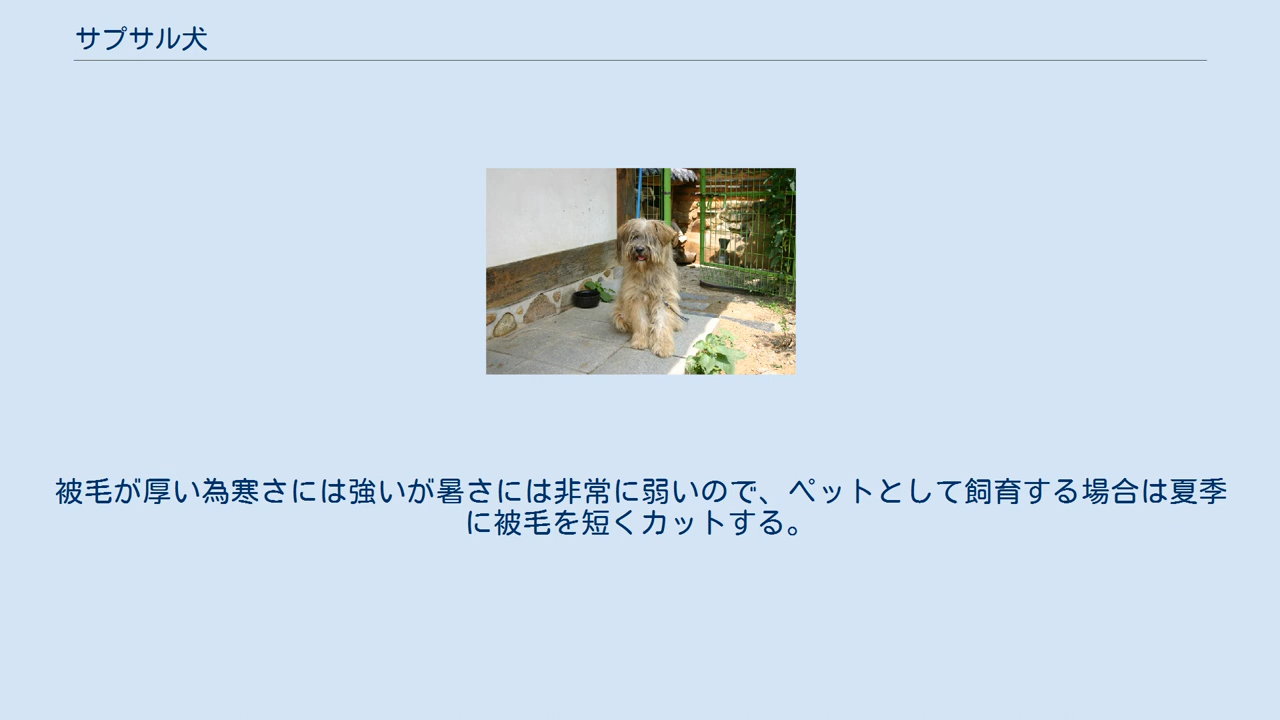 サプサル犬
被毛が厚い為寒さには強いが暑さには非常に弱いので、ペットとして飼育する場合は夏季
に被毛を短くカットする。